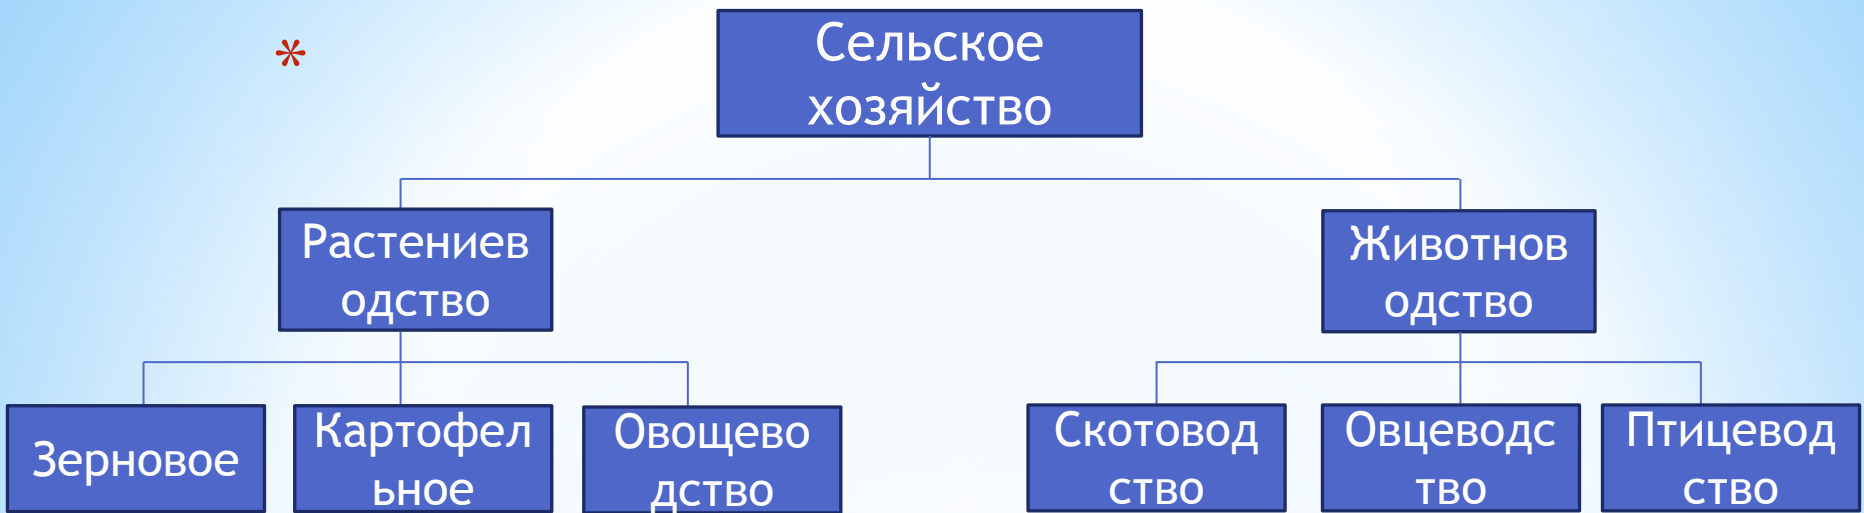 *
Сельское
хозяйство
Растениев
одство
Животнов
одство
Зерновое
Картофел
ьное
Овощево
дство
Скотовод
ство
Овцеводс
тво
Птицевод
ство